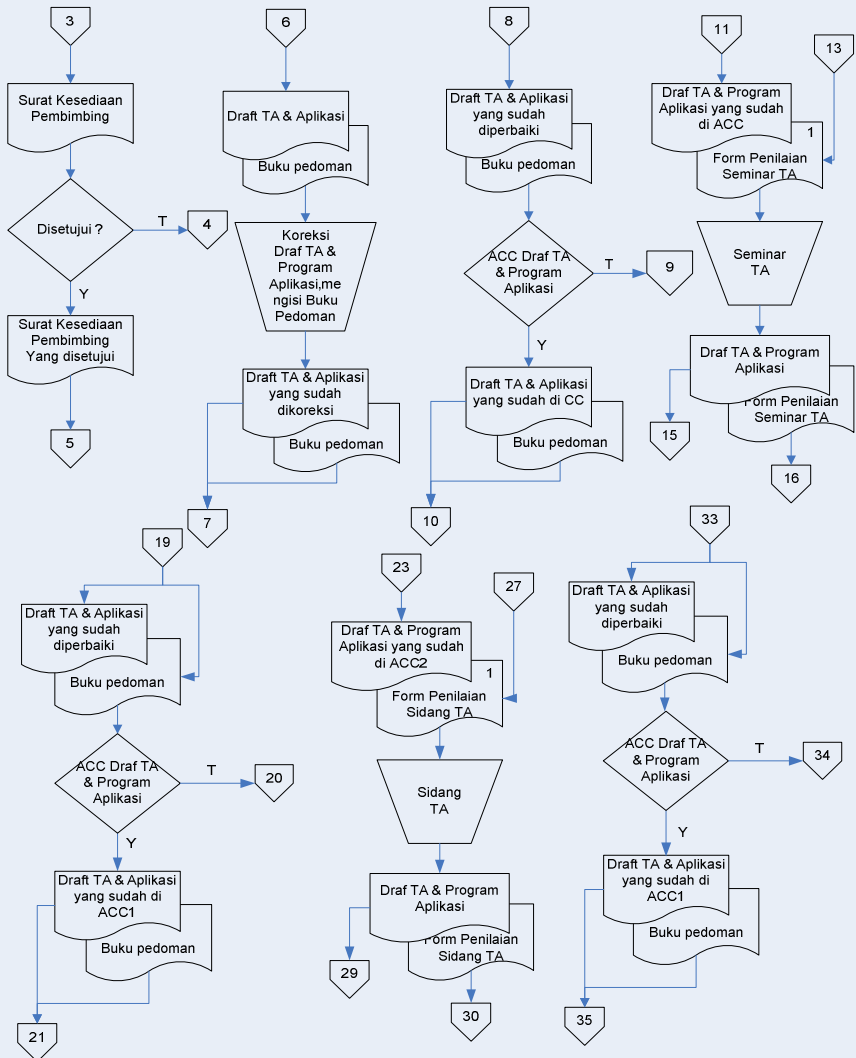 3
Surat Kesediaan
Pembimbing
Disetujui ?
T
4
Y
Surat Kesediaan
Pembimbing
Yang disetujui
5
6
Draft TA & Aplikasi
Buku pedoman
Koreksi
Draf TA &
Program
Aplikasi,me
ngisi Buku
Pedoman
Draft TA & Aplikasi
yang sudah
dikoreksi
Buku pedoman
7
8
Draft TA & Aplikasi
yang sudah
diperbaiki
Buku pedoman
ACC Draf TA
& Program
Aplikasi
T
9
Y
Draft TA & Aplikasi
yang sudah di CC
Buku pedoman
10
11
13
Draf TA & Program
Aplikasi yang sudah
di ACC
1
Form Penilaian
Seminar TA
Seminar
TA
Draf TA & Program
Aplikasi
Form Penilaian
Seminar TA
15
16
19
Draft TA & Aplikasi
yang sudah
diperbaiki
Buku pedoman
ACC Draf TA
& Program
Aplikasi
T
20
Y
Draft TA & Aplikasi
yang sudah di
ACC1
Buku pedoman
21
23
27
Draf TA & Program
Aplikasi yang sudah
di ACC2
1
Form Penilaian
Sidang TA
Sidang
TA
Draf TA & Program
Aplikasi
Form Penilaian
Sidang TA
29
30
33
Draft TA & Aplikasi
yang sudah
diperbaiki
Buku pedoman
ACC Draf TA
& Program
Aplikasi
T
34
Y
Draft TA & Aplikasi
yang sudah di
ACC1
Buku pedoman
35